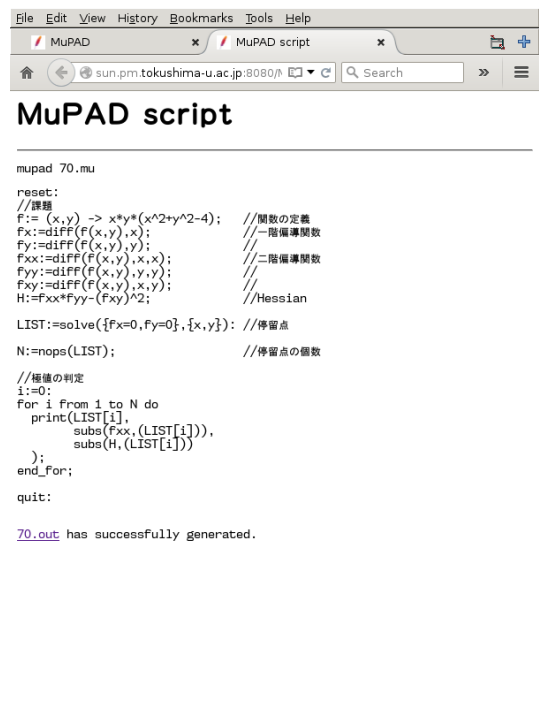 File Edit View History Bookmarks Tools Help
MuPAD × MuPAD script ×
sun.pm.tokushima-u.ac.jp:8080/ Search »
MuPAD script
mupad 70.mu
reset:
//課題
f:= (x,y) -> x*y*(x^2+y^2-4); //関数の定義
fx:=diff(f(x,y),x); //一階偏導関数
fy:=diff(f(x,y),y); //
fxx:=diff(f(x,y),x,x); //二階偏導関数
fyy:=diff(f(x,y),y,y); //
fxy:=diff(f(x,y),x,y); //
H:=fxx*fyy-(fxy)^2; //Hessian
LIST:=solve({fx=0,fy=0},{x,y}): //停留点
N:=nops(LIST); //停留点の個数
//極値の判定
i:=0:
for i from 1 to N do
print(LIST[i],
subs(fxx,(LIST[i])),
subs(H,(LIST[i]))
);
end_for;
quit:
70.out has successfully generated.